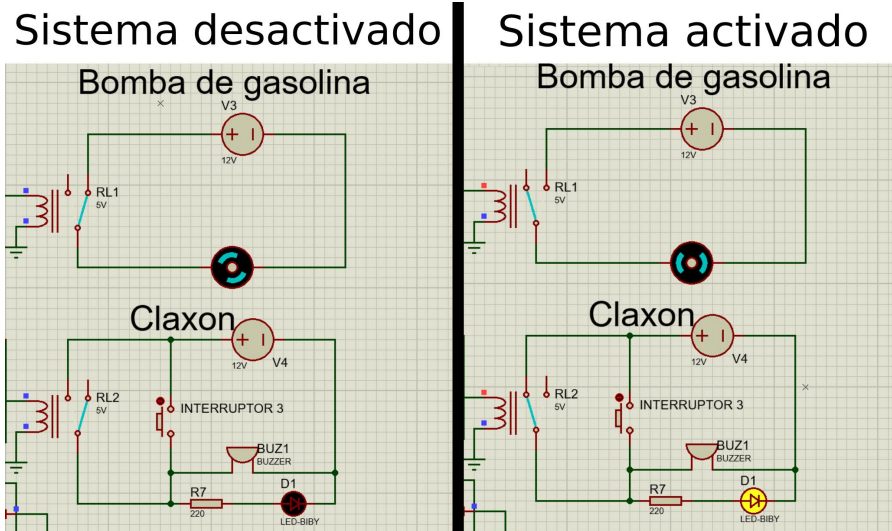 Sistema desactivado
Bomba de gasolina
V3
12V
RL1
5V
Claxon
12V
V4
RL2
5V
INTERRUPTOR 3
BUZ1
BUZZER
R7
220
D1
LED-BIBY
Sistema activado
Bomba de gasolina
V3
12V
RL1
5V
Claxon
12V
V4
RL2
5V
INTERRUPTOR 3
BUZ1
BUZZER
R7
220
D1
LED-BIBY